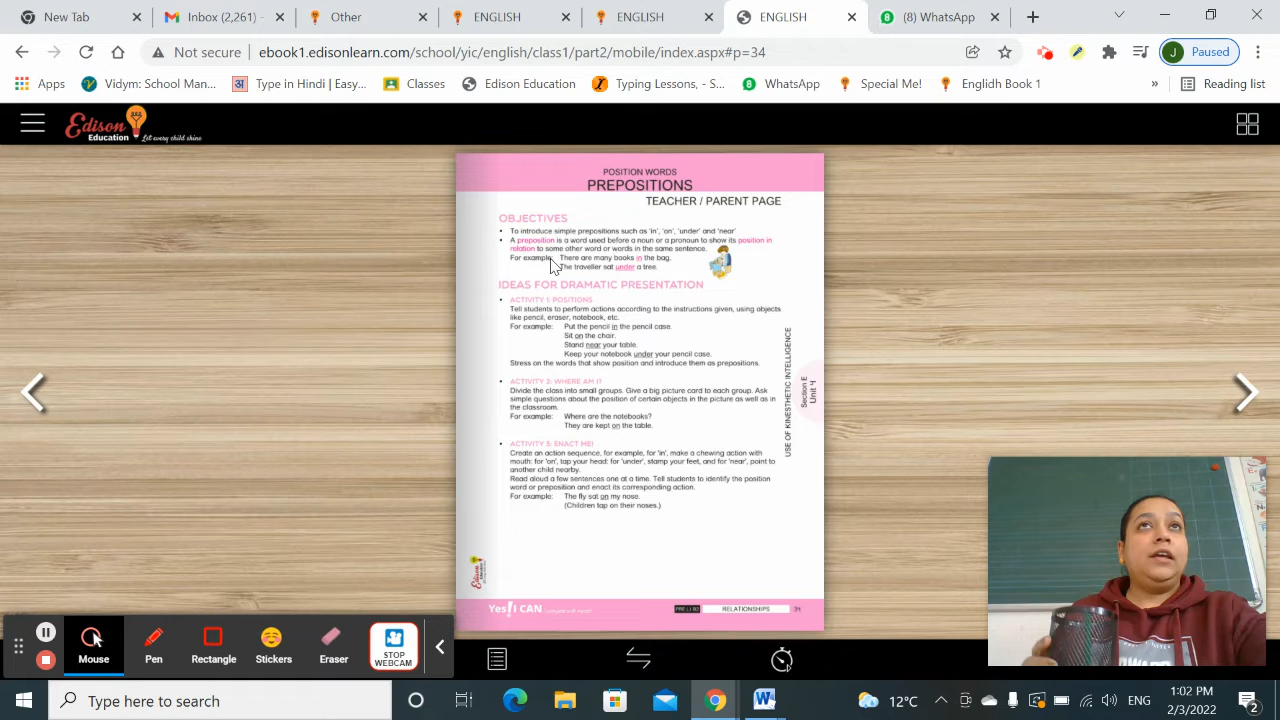 Other
Other
Other
ENGLISH
WhatsApp
Not secure
ebook1.edisonlearn.com/school/vic/english_class1/part2/mobile/index.aspx#p=34
J
Paused
Apps
Vidym: Sign In
Type in Hindi | Easy...
Classes
Edison Education
Typing Lessons, - S...
WhatsApp
Special Me!
English Book 1
»
Reading list
Edison
Education
Let every child shine
POSITION WORDS
PREPOSITIONS
TEACHER / PARENT PAGE
OBJECTIVES
• To introduce simple prepositions such as 'in', 'on', 'under' and 'near'
• A preposition is a word used before a noun or a pronoun to show its position in
relation to some other word or words in the same sentence.
For example: There are many books in the bag.
The traveller sat under a tree.
IDEAS FOR DRAMATIC PRESENTATION
• ACTIVITY 1: POSITIONS
Tell students to perform actions according to the instructions given, using objects
like pencil, eraser, notebook, etc.
For example: Put the pencil in the pencil case.
Sit on the chair.
Stand near your table.
Keep your notebook under your pencil case.
Stress on the words that show position and introduce them as prepositions.
• ACTIVITY 2: WHERE AM I?
Divide the class into small groups. Give a big picture card to each group. Ask
simple questions about the position of certain objects in the picture as well as in
the classroom.
For example: Where are the notebooks?
They are kept on the table.
• ACTIVITY 3: ENACT ME!
Create an action sequence, for example, for 'in', make a chewing action with
mouth: for 'on', tap your head: for 'under', stamp your feet, and for 'near', point to
another child nearby.
Read aloud a few sentences one at a time. Tell students to identify the position
word or preposition and enact its corresponding action.
For example: The fly sat on my nose.
(Children tap on their noses.)
USE OF KINESTHETIC INTELLIGENCE
Section E
Unit 4
Edison
Yes! I CAN
RELATIONSHIPS
Mouse
Pen
Rectangle
Stickers
Eraser
STOP
WEBCAM
Type here to search
12°C
ENG
1:02 PM
2/3/2022
2